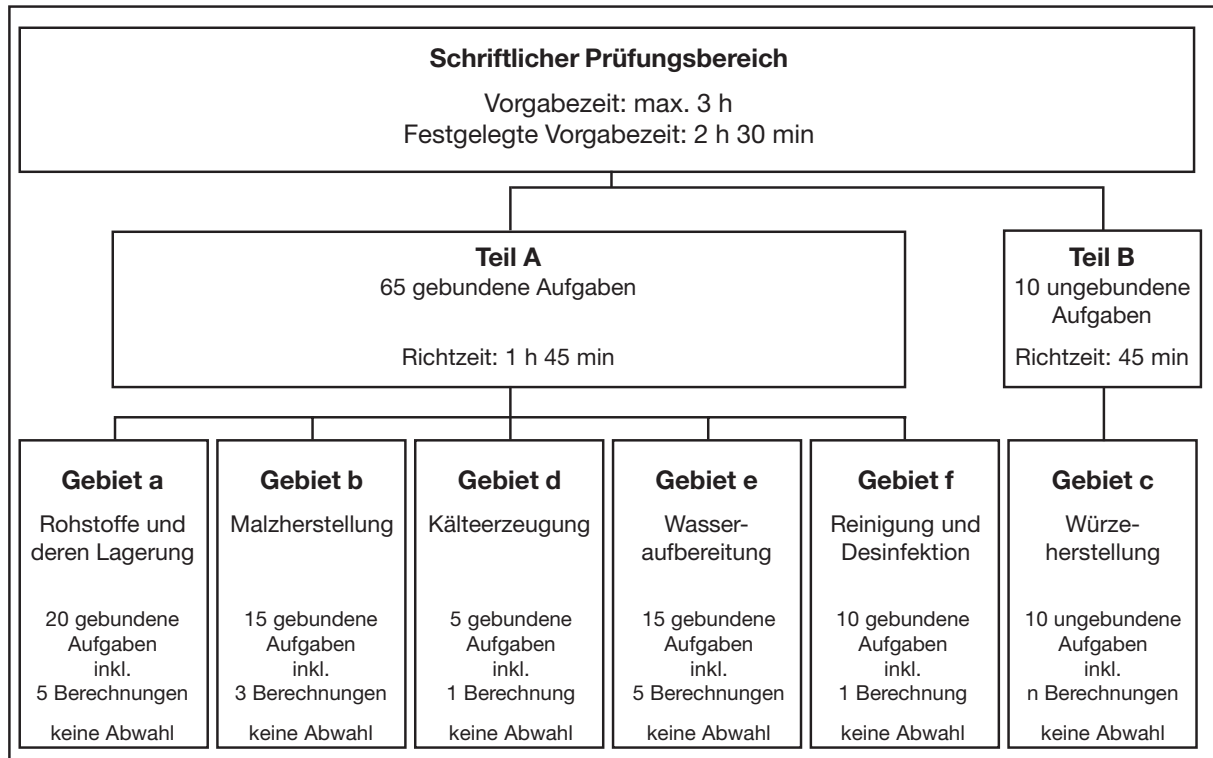 Schriftlicher Prüfungsbereich
Vorgabezeit: max. 3 h
Festgelegte Vorgabezeit: 2 h 30 min
Teil A
65 gebundene Aufgaben
Richtzeit: 1 h 45 min
Teil B
10 ungebundene
Aufgaben
Richtzeit: 45 min
Gebiet a
Rohstoffe und
deren Lagerung
20 gebundene
Aufgaben
inkl.
5 Berechnungen
keine Abwahl
Gebiet b
Malzherstellung
15 gebundene
Aufgaben
inkl.
3 Berechnungen
keine Abwahl
Gebiet d
Kälteerzeugung
5 gebundene
Aufgaben
inkl.
1 Berechnung
keine Abwahl
Gebiet e
Wasser-
aufbereitung
15 gebundene
Aufgaben
inkl.
5 Berechnungen
keine Abwahl
Gebiet f
Reinigung und
Desinfektion
10 gebundene
Aufgaben
inkl.
1 Berechnung
keine Abwahl
Gebiet c
Würze-
herstellung
10 ungebundene
Aufgaben
inkl.
n Berechnungen
keine Abwahl